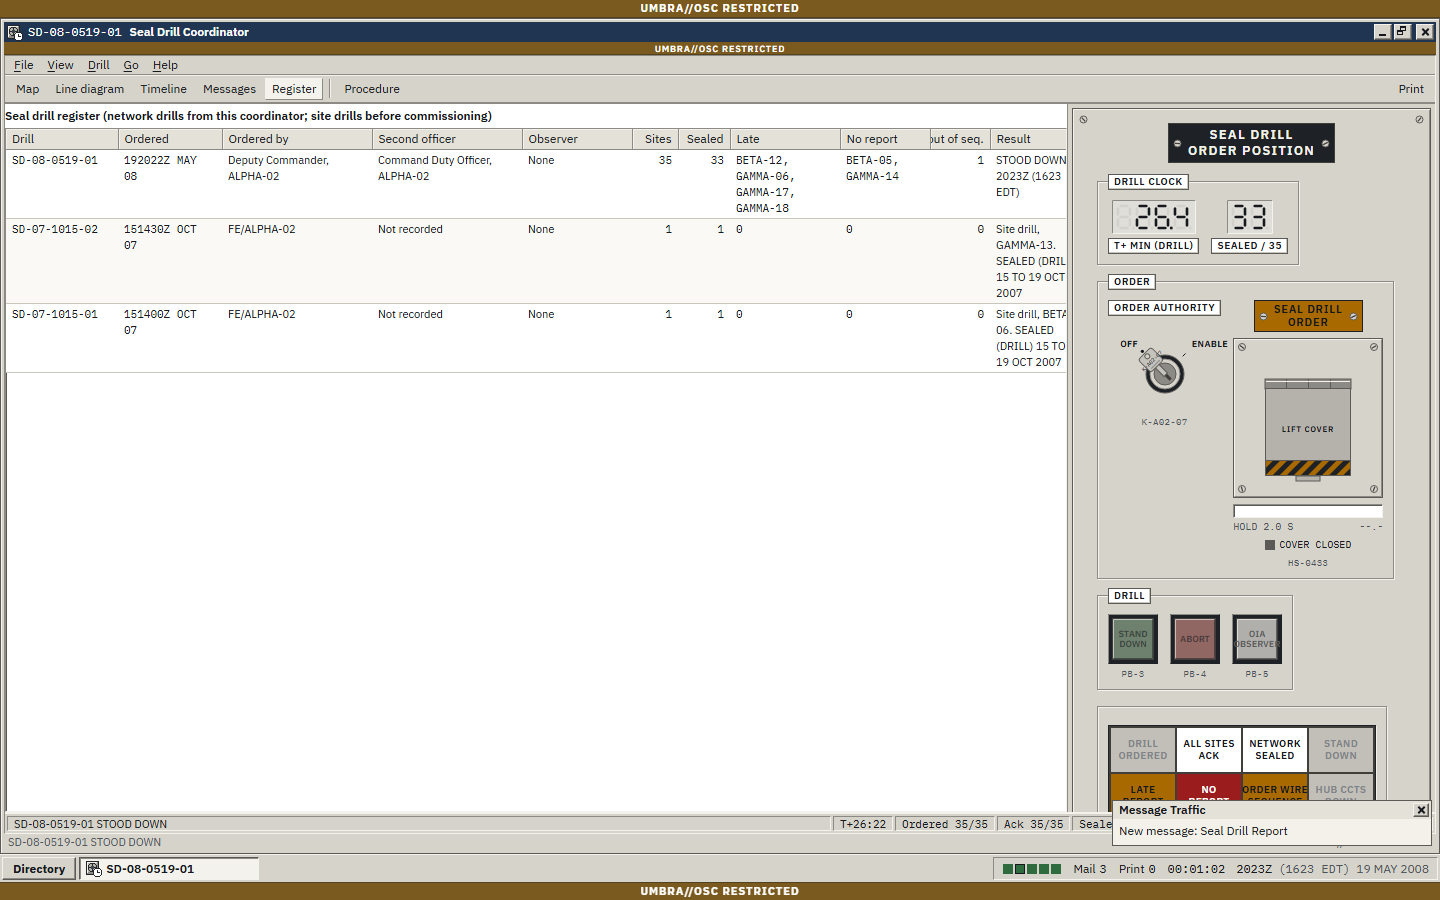 UMBRA//OSC RESTRICTED
SD-08-0519-01 Seal Drill Coordinator
UMBRA//OSC RESTRICTED
File View Drill Go Help
Map Line diagram Timeline Messages Register Procedure Print
Seal drill register (network drills from this coordinator; site drills before commissioning)
Drill Ordered Ordered by Second officer Observer Sites Sealed Late No report out of seq. Result
SD-08-0519-01 192022Z MAY Deputy Commander, Command Duty Officer, None 35 33 BETA-12, BETA-05, 1 STOOD DOWN
08 ALPHA-02 ALPHA-02 GAMMA-06, GAMMA-14 2023Z (1623
GAMMA-17, EDT)
GAMMA-18
SD-07-1015-02 151430Z OCT FE/ALPHA-02 Not recorded None 1 1 0 0 0 Site drill,
07 GAMMA-13.
SEALED (DRIL
15 TO 19 OCT
2007
SD-07-1015-01 151400Z OCT FE/ALPHA-02 Not recorded None 1 1 0 0 0 Site drill, BETA
07 06. SEALED
(DRILL) 15 TO
19 OCT 2007
SEAL DRILL
ORDER POSITION
DRILL CLOCK
26.4 33
T+ MIN (DRILL) SEALED / 35
ORDER
ORDER AUTHORITY
SEAL DRILL
ORDER
OFF ENABLE
K-A02-07
LIFT COVER
HOLD 2.0 S --.-
COVER CLOSED
HS-0433
DRILL
STAND
DOWN
ABORT
OIA
OBSERVER
PB-3 PB-4 PB-5
DRILL
ORDERED
ALL SITES
ACK
NETWORK
SEALED
STAND
DOWN
LATE
REPORT
NO
REPORT
ORDER WIRE
SEQUENCE
HUB CCTS
DOWN
Message Traffic
New message: Seal Drill Report
SD-08-0519-01 STOOD DOWN T+26:22 Ordered 35/35 Ack 35/35 Seale
SD-08-0519-01 STOOD DOWN
Directory SD-08-0519-01 Mail 3 Print 0 00:01:02 2023Z (1623 EDT) 19 MAY 2008
UMBRA//OSC RESTRICTED